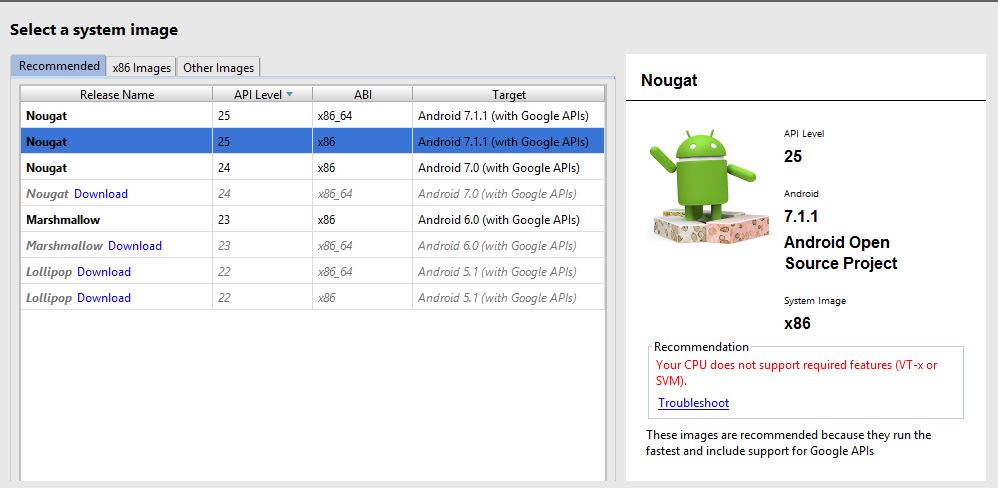 Select a system image
Recommended x86 Images Other Images
Release Name API Level ABI Target
Nougat 25 x86_64 Android 7.1.1 (with Google APIs)
Nougat 25 x86 Android 7.1.1 (with Google APIs)
Nougat 24 x86 Android 7.0 (with Google APIs)
Nougat Download 24 x86_64 Android 7.0 (with Google APIs)
Marshmallow 23 x86 Android 6.0 (with Google APIs)
Marshmallow Download 23 x86_64 Android 6.0 (with Google APIs)
Lollipop Download 22 x86_64 Android 5.1 (with Google APIs)
Lollipop Download 22 x86 Android 5.1 (with Google APIs)
Nougat
API Level
25
Android
7.1.1
Android Open
Source Project
System Image
x86
Recommendation
Your CPU does not support required features (VT-x or
SVM).
Troubleshoot
These images are recommended because they run the
fastest and include support for Google APIs